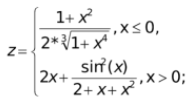 z = { (1+x²)/(2*∛(1+x⁴)) , x ≤ 0,
2x + sin²(x)/(2+x+x²) , x > 0;